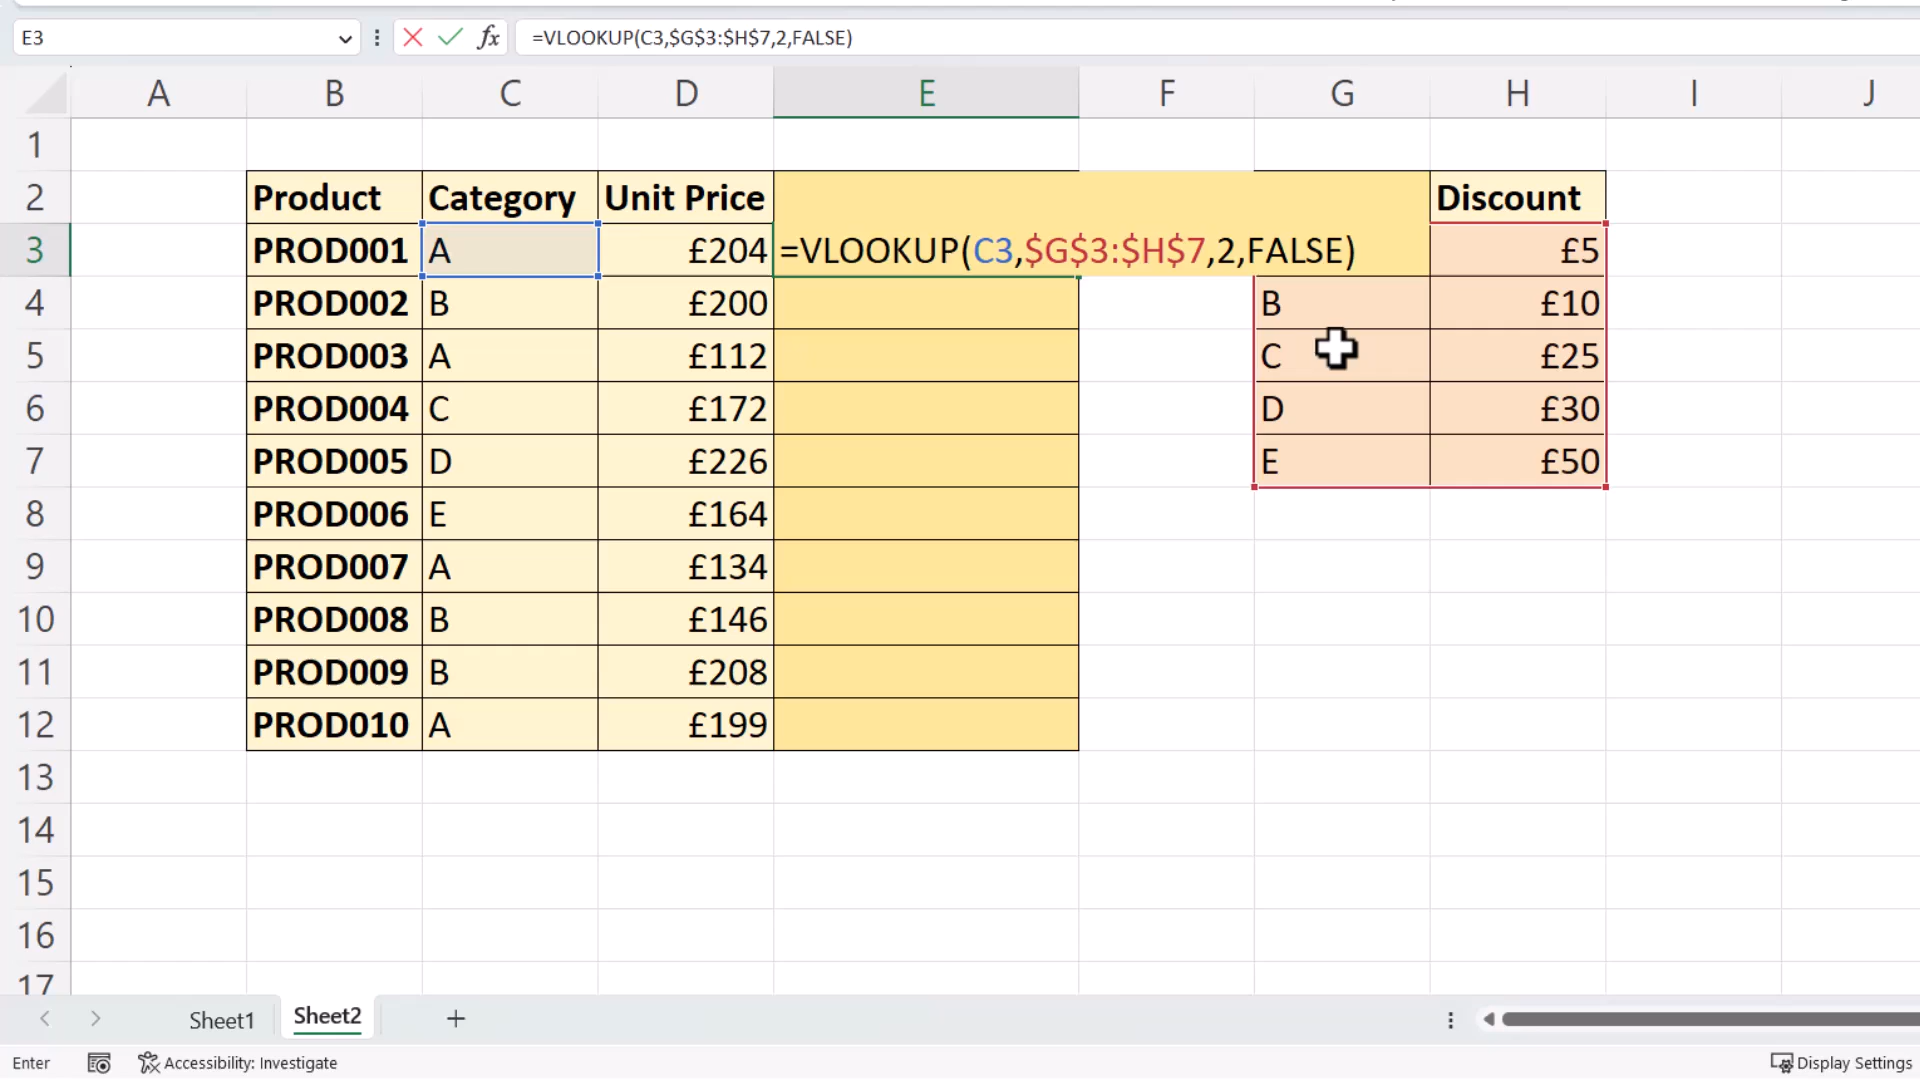 E3 fx =VLOOKUP(C3,$G$3:$H$7,2,FALSE)
A B C D E F G H I J
1
2 Product Category Unit Price Discount
3 PROD001 A £204 =VLOOKUP(C3,$G$3:$H$7,2,FALSE) £5
4 PROD002 B £200 B £10
5 PROD003 A £112 C £25
6 PROD004 C £172 D £30
7 PROD005 D £226 E £50
8 PROD006 E £164
9 PROD007 A £134
10 PROD008 B £146
11 PROD009 B £208
12 PROD010 A £199
13
14
15
16
17
Sheet1 Sheet2
Enter Accessibility: Investigate Display Settings